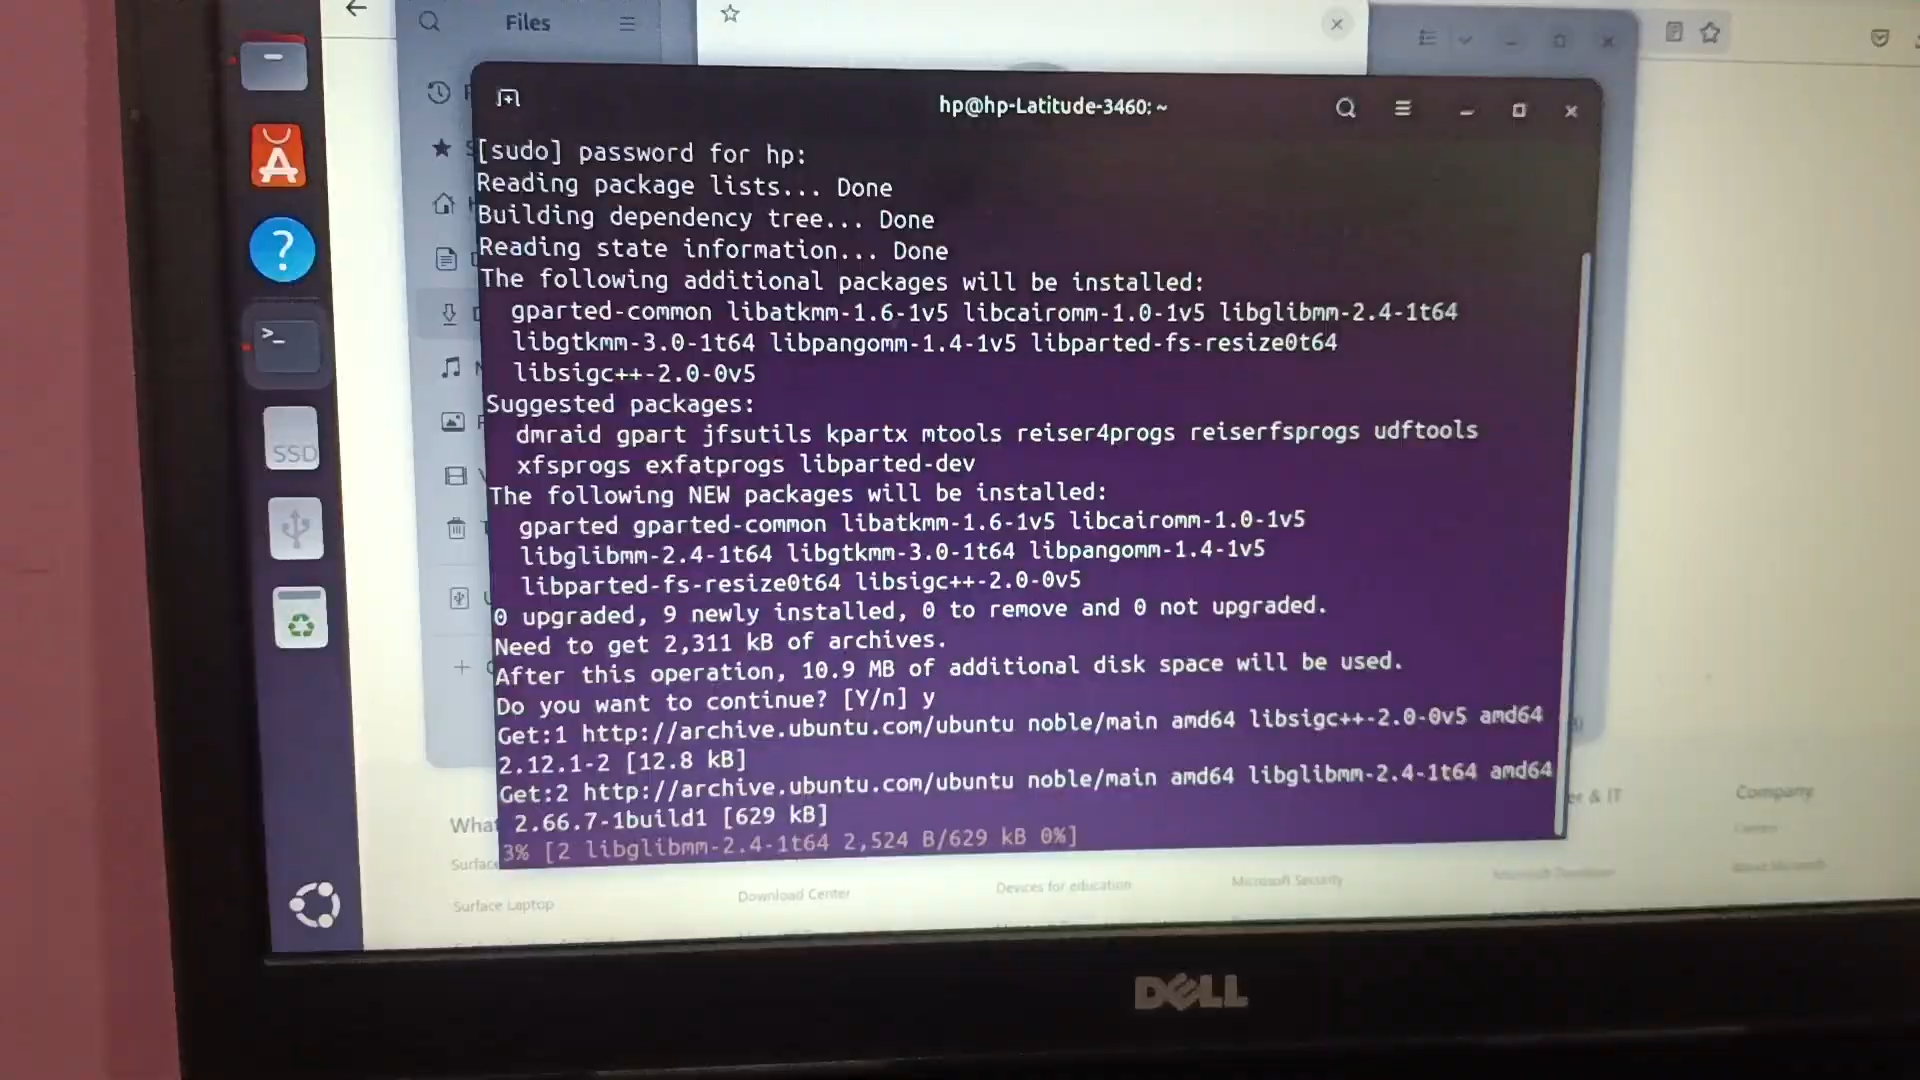 Files
hp@hp-Latitude-3460: ~
[sudo] password for hp:
Reading package lists... Done
Building dependency tree... Done
Reading state information... Done
The following additional packages will be installed:
gparted-common libatkmm-1.6-1v5 libcairomm-1.0-1v5 libglibmm-2.4-1t64
libgtkmm-3.0-1t64 libpangomm-1.4-1v5 libparted-fs-resize0t64
libsigc++-2.0-0v5
Suggested packages:
dmraid gpart jfsutils kpartx mtools reiser4progs reiserfsprogs udftools
xfsprogs exfatprogs libparted-dev
The following NEW packages will be installed:
gparted gparted-common libatkmm-1.6-1v5 libcairomm-1.0-1v5
libglibmm-2.4-1t64 libgtkmm-3.0-1t64 libpangomm-1.4-1v5
libparted-fs-resize0t64 libsigc++-2.0-0v5
0 upgraded, 9 newly installed, 0 to remove and 0 not upgraded.
Need to get 2,311 kB of archives.
After this operation, 10.9 MB of additional disk space will be used.
Do you want to continue? [Y/n] y
Get:1 http://archive.ubuntu.com/ubuntu noble/main amd64 libsigc++-2.0-0v5 amd64
2.12.1-2 [12.8 kB]
Get:2 http://archive.ubuntu.com/ubuntu noble/main amd64 libglibmm-2.4-1t64 amd64
2.66.7-1build1 [629 kB]
3% [2 libglibmm-2.4-1t64 2,524 B/629 kB 0%]
SSD
What
Surface
Surface Laptop
Download Center
Devices for education
Microsoft Security
& IT
Microsoft Developer
Company
Careers
About Microsoft
DELL